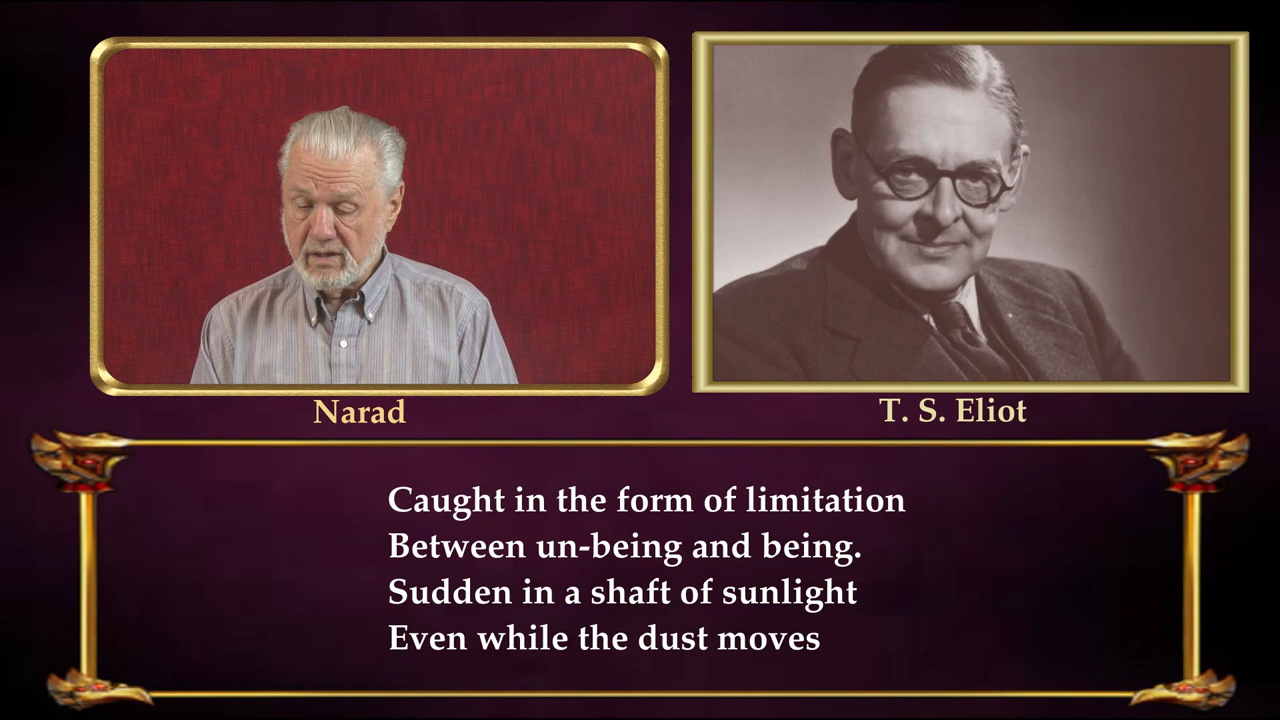 Narad
T. S. Eliot
Caught in the form of limitation
Between un-being and being.
Sudden in a shaft of sunlight
Even while the dust moves